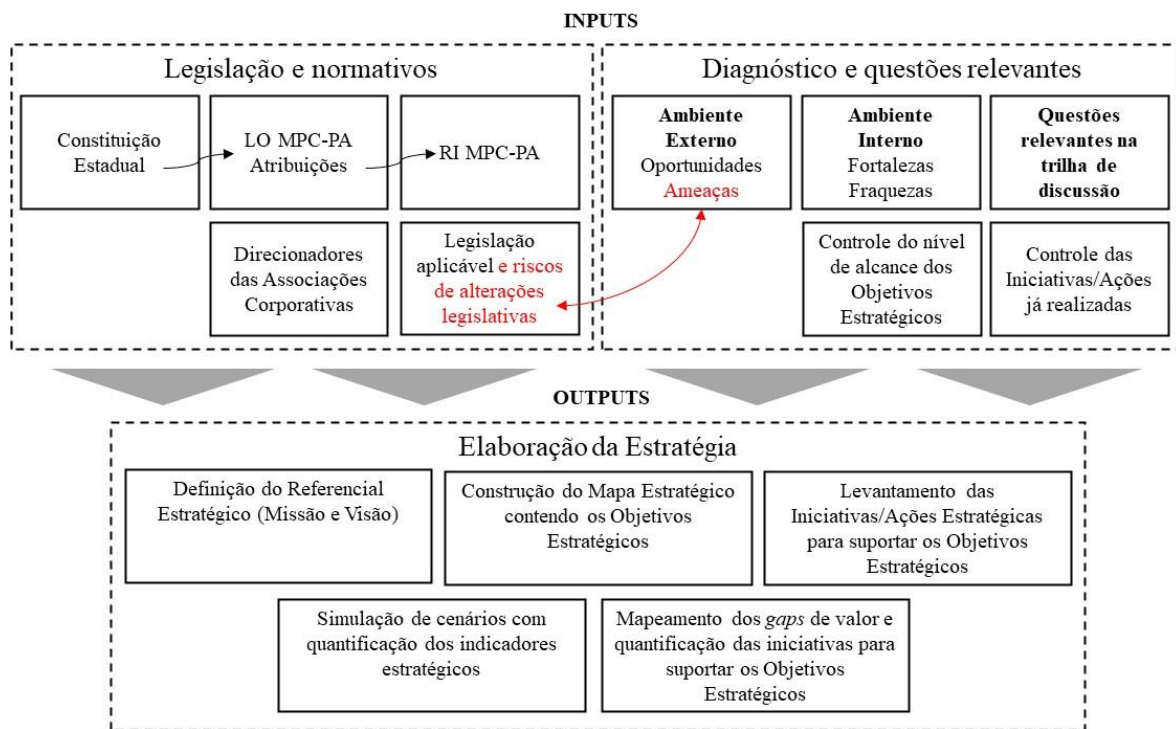 INPUTS
Legislação e normativos
Constituição
Estadual
LO MPC-PA
Atribuições
RI MPC-PA
Direcionadores
das Associações
Corporativas
Legislação
aplicável e riscos
de alterações
legislativas
Diagnóstico e questões relevantes
Ambiente
Externo
Oportunidades
Ameaças
Ambiente
Interno
Fortalezas
Fraquezas
Questões
relevantes na
trilha de
discussão
Controle do nível
de alcance dos
Objetivos
Estratégicos
Controle das
Iniciativas/Ações
já realizadas
OUTPUTS
Elaboração da Estratégia
Definição do Referencial
Estratégico (Missão e Visão)
Construção do Mapa Estratégico
contendo os Objetivos
Estratégicos
Levantamento das
Iniciativas/Ações Estratégicas
para suportar os Objetivos
Estratégicos
Simulação de cenários com
quantificação dos indicadores
estratégicos
Mapeamento dos gaps de valor e
quantificação das iniciativas para
suportar os Objetivos
Estratégicos